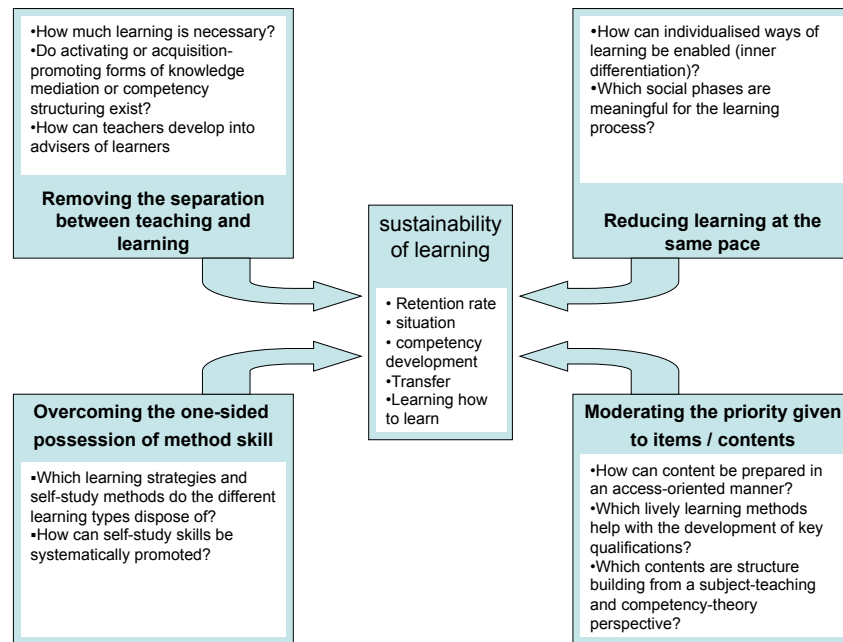 •How much learning is necessary?
•Do activating or acquisition-
promoting forms of knowledge
mediation or competency
structuring exist?
•How can teachers develop into
advisers of learners
Removing the separation
between teaching and
learning
•How can individualised ways of
learning be enabled (inner
differentiation)?
•Which social phases are
meaningful for the learning
process?
Reducing learning at the
same pace
sustainability
of learning
• Retention rate
• situation
• competency
development
•Transfer
•Learning how
to learn
Overcoming the one-sided
possession of method skill
▪Which learning strategies and
self-study methods do the different
learning types dispose of?
▪How can self-study skills be
systematically promoted?
Moderating the priority given
to items / contents
•How can content be prepared in
an access-oriented manner?
•Which lively learning methods
help with the development of key
qualifications?
•Which contents are structure
building from a subject-teaching
and competency-theory
perspective?